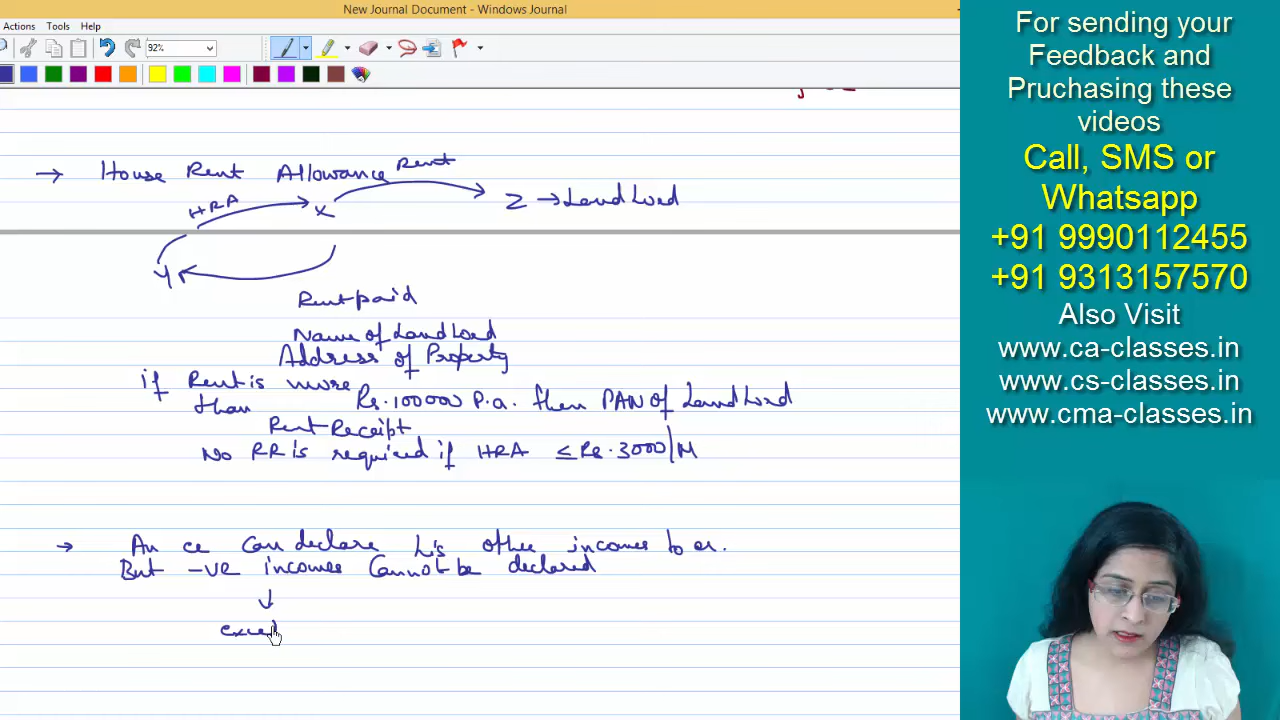 New Journal Document - Windows Journal
Actions Tools Help
92%
→ House Rent Allowance
Rent
HRA
X
Z → Land Load
Y
Rent paid
Name of Land Load
Address of Property
if Rent is more
than Rs. 100000 P.a. then PAN of Land Load
Rent Receipt
No RR is required if HRA ≤ Rs. 3000/M
→ An ee can declare his other incomes to er.
But -ve incomes cannot be declared
↓
For sending your
Feedback and
Pruchasing these
videos
Call, SMS or
Whatsapp
+91 9990112455
+91 9313157570
Also Visit
www.ca-classes.in
www.cs-classes.in
www.cma-classes.in